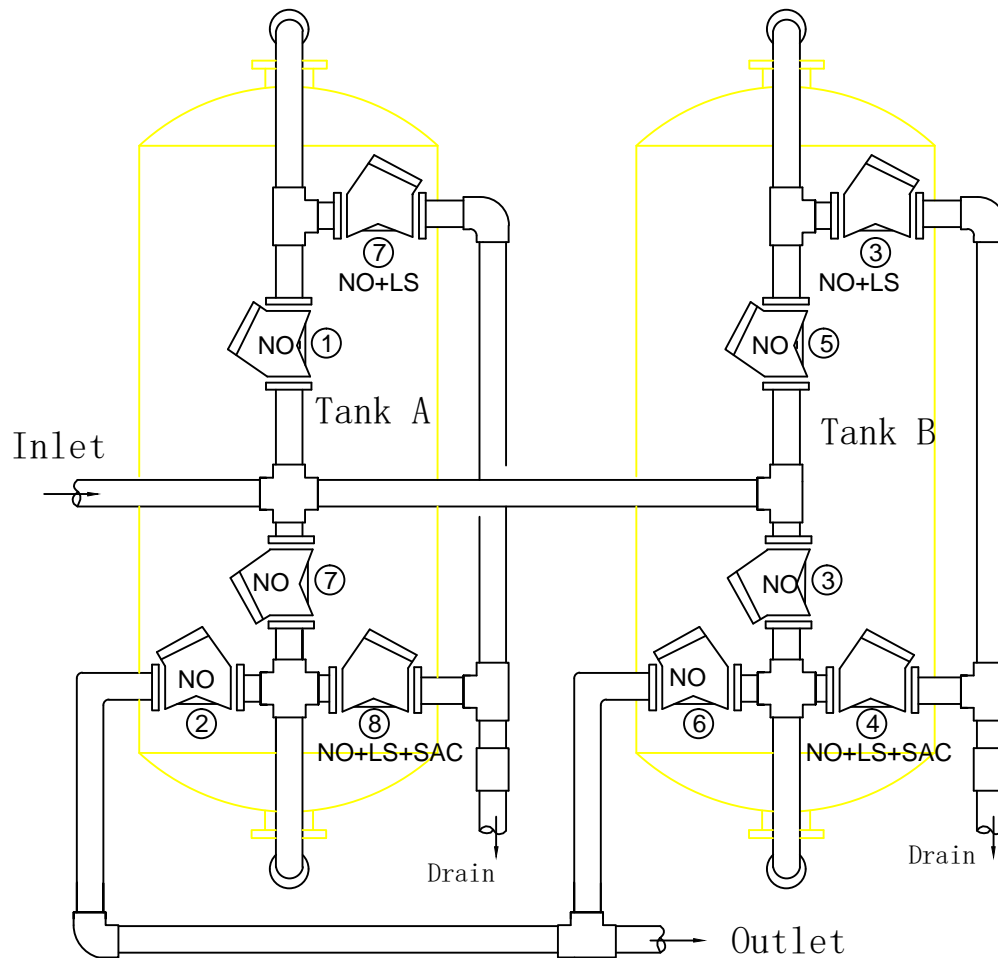 7
NO+LS
3
NO+LS
NO 1
NO 5
Tank A
Tank B
Inlet
NO 7
NO 3
NO
2
8
NO+LS+SAC
NO
6
4
NO+LS+SAC
Drain
Drain
Outlet